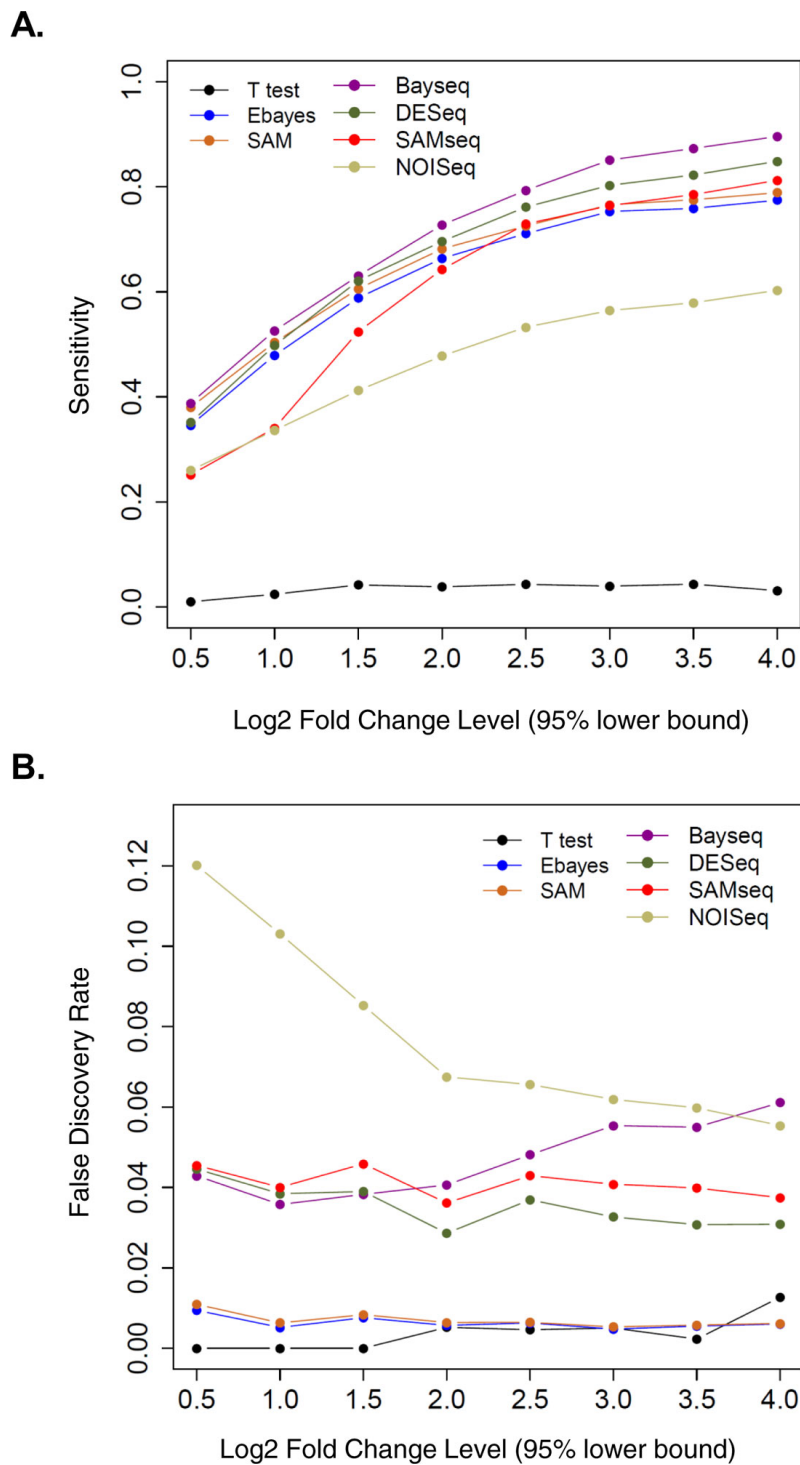 A.
T test
Ebayes
SAM
Bayseq
DESeq
SAMseq
NOISeq
Sensitivity
1.0
0.8
0.6
0.4
0.2
0.0
0.5 1.0 1.5 2.0 2.5 3.0 3.5 4.0
Log2 Fold Change Level (95% lower bound)
B.
T test
Ebayes
SAM
Bayseq
DESeq
SAMseq
NOISeq
False Discovery Rate
0.12
0.10
0.08
0.06
0.04
0.02
0.00
0.5 1.0 1.5 2.0 2.5 3.0 3.5 4.0
Log2 Fold Change Level (95% lower bound)